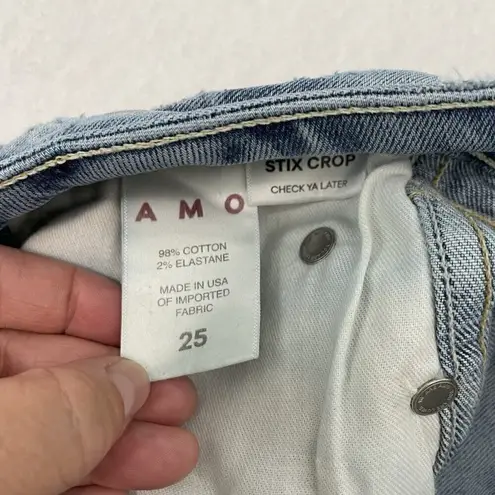 STIX CROP
CHECK YA LATER
AMO
98% COTTON
2% ELASTANE
MADE IN USA
OF IMPORTED
FABRIC
25